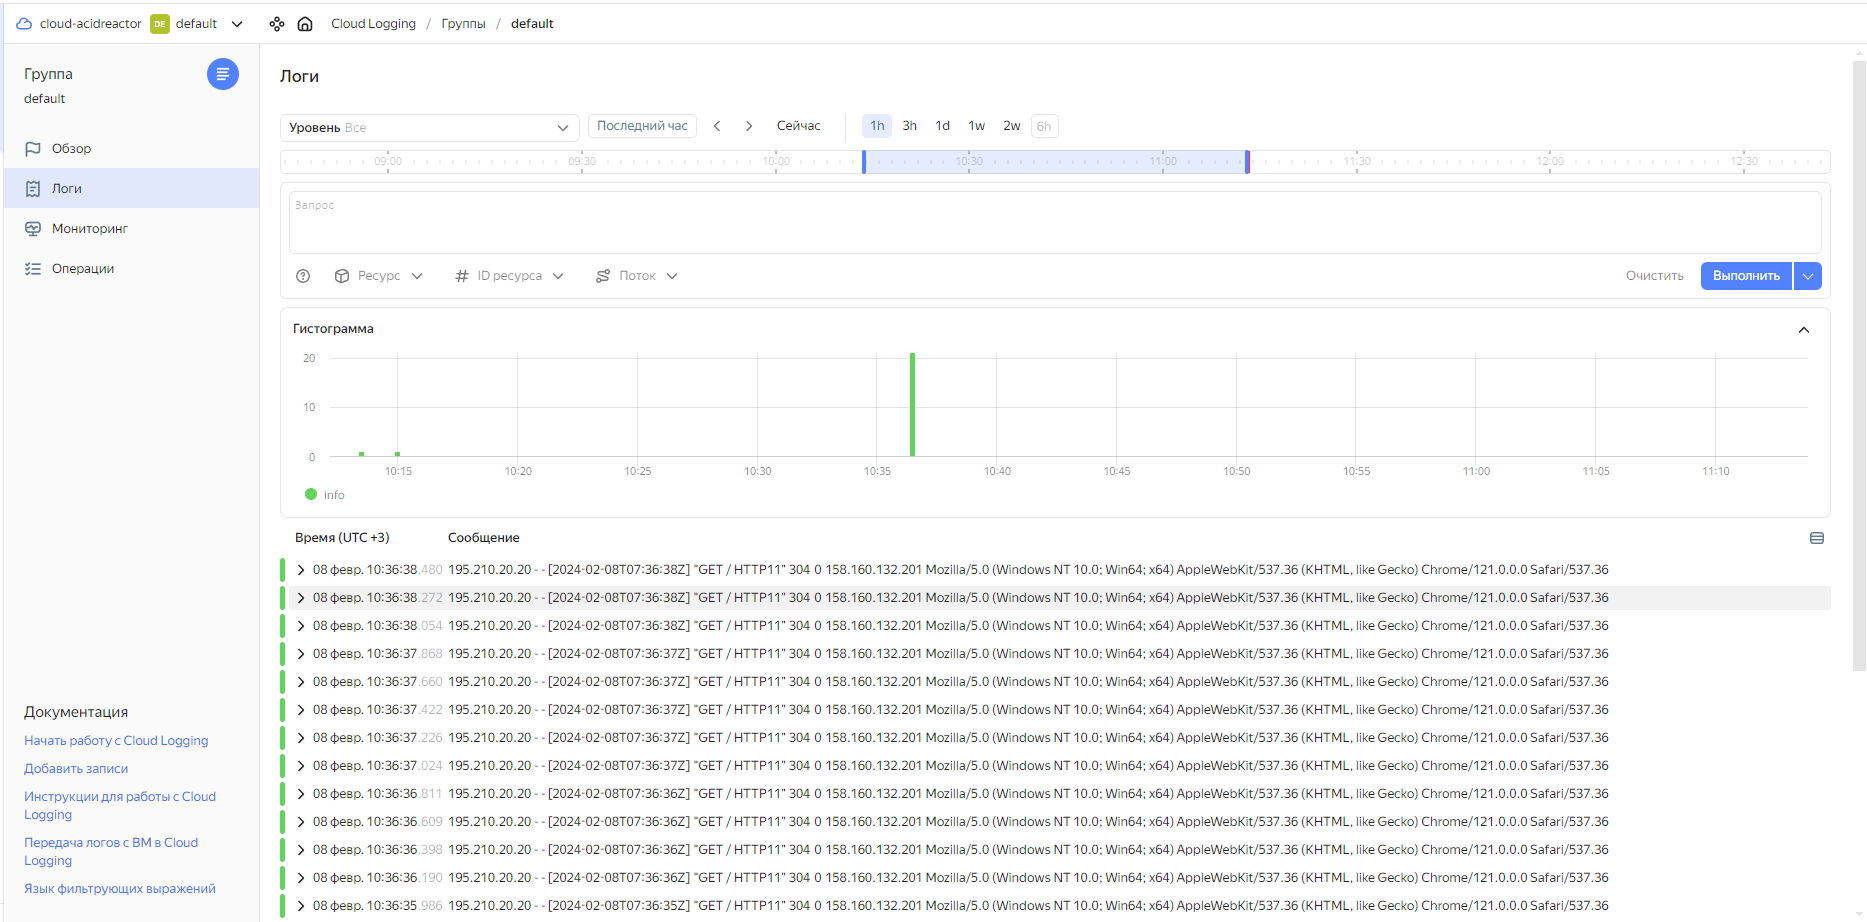 cloud-acidreactor DE default Cloud Logging / Группы / default
Группа
default
Обзор
Логи
Мониторинг
Операции
Документация
Начать работу с Cloud Logging
Добавить записи
Инструкции для работы с Cloud
Logging
Передача логов с ВМ в Cloud
Logging
Язык фильтрующих выражений
Логи
Уровень Все Последний час Сейчас 1h 3h 1d 1w 2w 6h
09:00 09:30 10:00 10:30 11:00 11:30 12:00 12:30
Запрос
Ресурс ID ресурса Поток Очистить Выполнить
Гистограмма
20
10
0
10:15 10:20 10:25 10:30 10:35 10:40 10:45 10:50 10:55 11:00 11:05 11:10
info
Время (UTC +3) Сообщение
08 февр. 10:36:38.480 195.210.20.20 - - [2024-02-08T07:36:38Z] "GET / HTTP11" 304 0 158.160.132.201 Mozilla/5.0 (Windows NT 10.0; Win64; x64) AppleWebKit/537.36 (KHTML, like Gecko) Chrome/121.0.0.0 Safari/537.36
08 февр. 10:36:38.272 195.210.20.20 - - [2024-02-08T07:36:38Z] "GET / HTTP11" 304 0 158.160.132.201 Mozilla/5.0 (Windows NT 10.0; Win64; x64) AppleWebKit/537.36 (KHTML, like Gecko) Chrome/121.0.0.0 Safari/537.36
08 февр. 10:36:38.054 195.210.20.20 - - [2024-02-08T07:36:38Z] "GET / HTTP11" 304 0 158.160.132.201 Mozilla/5.0 (Windows NT 10.0; Win64; x64) AppleWebKit/537.36 (KHTML, like Gecko) Chrome/121.0.0.0 Safari/537.36
08 февр. 10:36:37.868 195.210.20.20 - - [2024-02-08T07:36:37Z] "GET / HTTP11" 304 0 158.160.132.201 Mozilla/5.0 (Windows NT 10.0; Win64; x64) AppleWebKit/537.36 (KHTML, like Gecko) Chrome/121.0.0.0 Safari/537.36
08 февр. 10:36:37.660 195.210.20.20 - - [2024-02-08T07:36:37Z] "GET / HTTP11" 304 0 158.160.132.201 Mozilla/5.0 (Windows NT 10.0; Win64; x64) AppleWebKit/537.36 (KHTML, like Gecko) Chrome/121.0.0.0 Safari/537.36
08 февр. 10:36:37.422 195.210.20.20 - - [2024-02-08T07:36:37Z] "GET / HTTP11" 304 0 158.160.132.201 Mozilla/5.0 (Windows NT 10.0; Win64; x64) AppleWebKit/537.36 (KHTML, like Gecko) Chrome/121.0.0.0 Safari/537.36
08 февр. 10:36:37.226 195.210.20.20 - - [2024-02-08T07:36:37Z] "GET / HTTP11" 304 0 158.160.132.201 Mozilla/5.0 (Windows NT 10.0; Win64; x64) AppleWebKit/537.36 (KHTML, like Gecko) Chrome/121.0.0.0 Safari/537.36
08 февр. 10:36:37.024 195.210.20.20 - - [2024-02-08T07:36:37Z] "GET / HTTP11" 304 0 158.160.132.201 Mozilla/5.0 (Windows NT 10.0; Win64; x64) AppleWebKit/537.36 (KHTML, like Gecko) Chrome/121.0.0.0 Safari/537.36
08 февр. 10:36:36.811 195.210.20.20 - - [2024-02-08T07:36:36Z] "GET / HTTP11" 304 0 158.160.132.201 Mozilla/5.0 (Windows NT 10.0; Win64; x64) AppleWebKit/537.36 (KHTML, like Gecko) Chrome/121.0.0.0 Safari/537.36
08 февр. 10:36:36.609 195.210.20.20 - - [2024-02-08T07:36:36Z] "GET / HTTP11" 304 0 158.160.132.201 Mozilla/5.0 (Windows NT 10.0; Win64; x64) AppleWebKit/537.36 (KHTML, like Gecko) Chrome/121.0.0.0 Safari/537.36
08 февр. 10:36:36.398 195.210.20.20 - - [2024-02-08T07:36:36Z] "GET / HTTP11" 304 0 158.160.132.201 Mozilla/5.0 (Windows NT 10.0; Win64; x64) AppleWebKit/537.36 (KHTML, like Gecko) Chrome/121.0.0.0 Safari/537.36
08 февр. 10:36:36.190 195.210.20.20 - - [2024-02-08T07:36:36Z] "GET / HTTP11" 304 0 158.160.132.201 Mozilla/5.0 (Windows NT 10.0; Win64; x64) AppleWebKit/537.36 (KHTML, like Gecko) Chrome/121.0.0.0 Safari/537.36
08 февр. 10:36:35.986 195.210.20.20 - - [2024-02-08T07:36:35Z] "GET / HTTP11" 304 0 158.160.132.201 Mozilla/5.0 (Windows NT 10.0; Win64; x64) AppleWebKit/537.36 (KHTML, like Gecko) Chrome/121.0.0.0 Safari/537.36